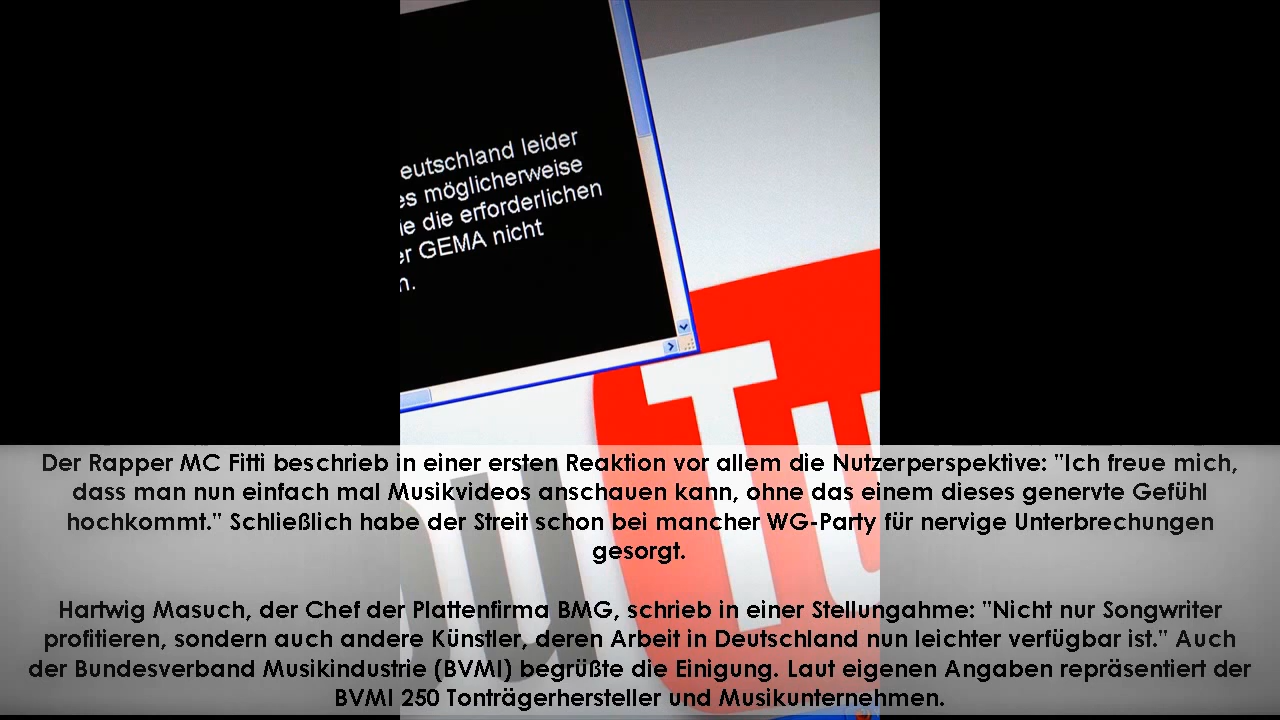 eutschland leider
es möglicherweise
ie die erforderlichen
er GEMA nicht
n.
Tu
ou
Der Rapper MC Fitti beschrieb in einer ersten Reaktion vor allem die Nutzerperspektive: "Ich freue mich,
dass man nun einfach mal Musikvideos anschauen kann, ohne das einem dieses genervte Gefühl
hochkommt." Schließlich habe der Streit schon bei mancher WG-Party für nervige Unterbrechungen
gesorgt.
Hartwig Masuch, der Chef der Plattenfirma BMG, schrieb in einer Stellungahme: "Nicht nur Songwriter
profitieren, sondern auch andere Künstler, deren Arbeit in Deutschland nun leichter verfügbar ist." Auch
der Bundesverband Musikindustrie (BVMI) begrüßte die Einigung. Laut eigenen Angaben repräsentiert der
BVMI 250 Tonträgerhersteller und Musikunternehmen.